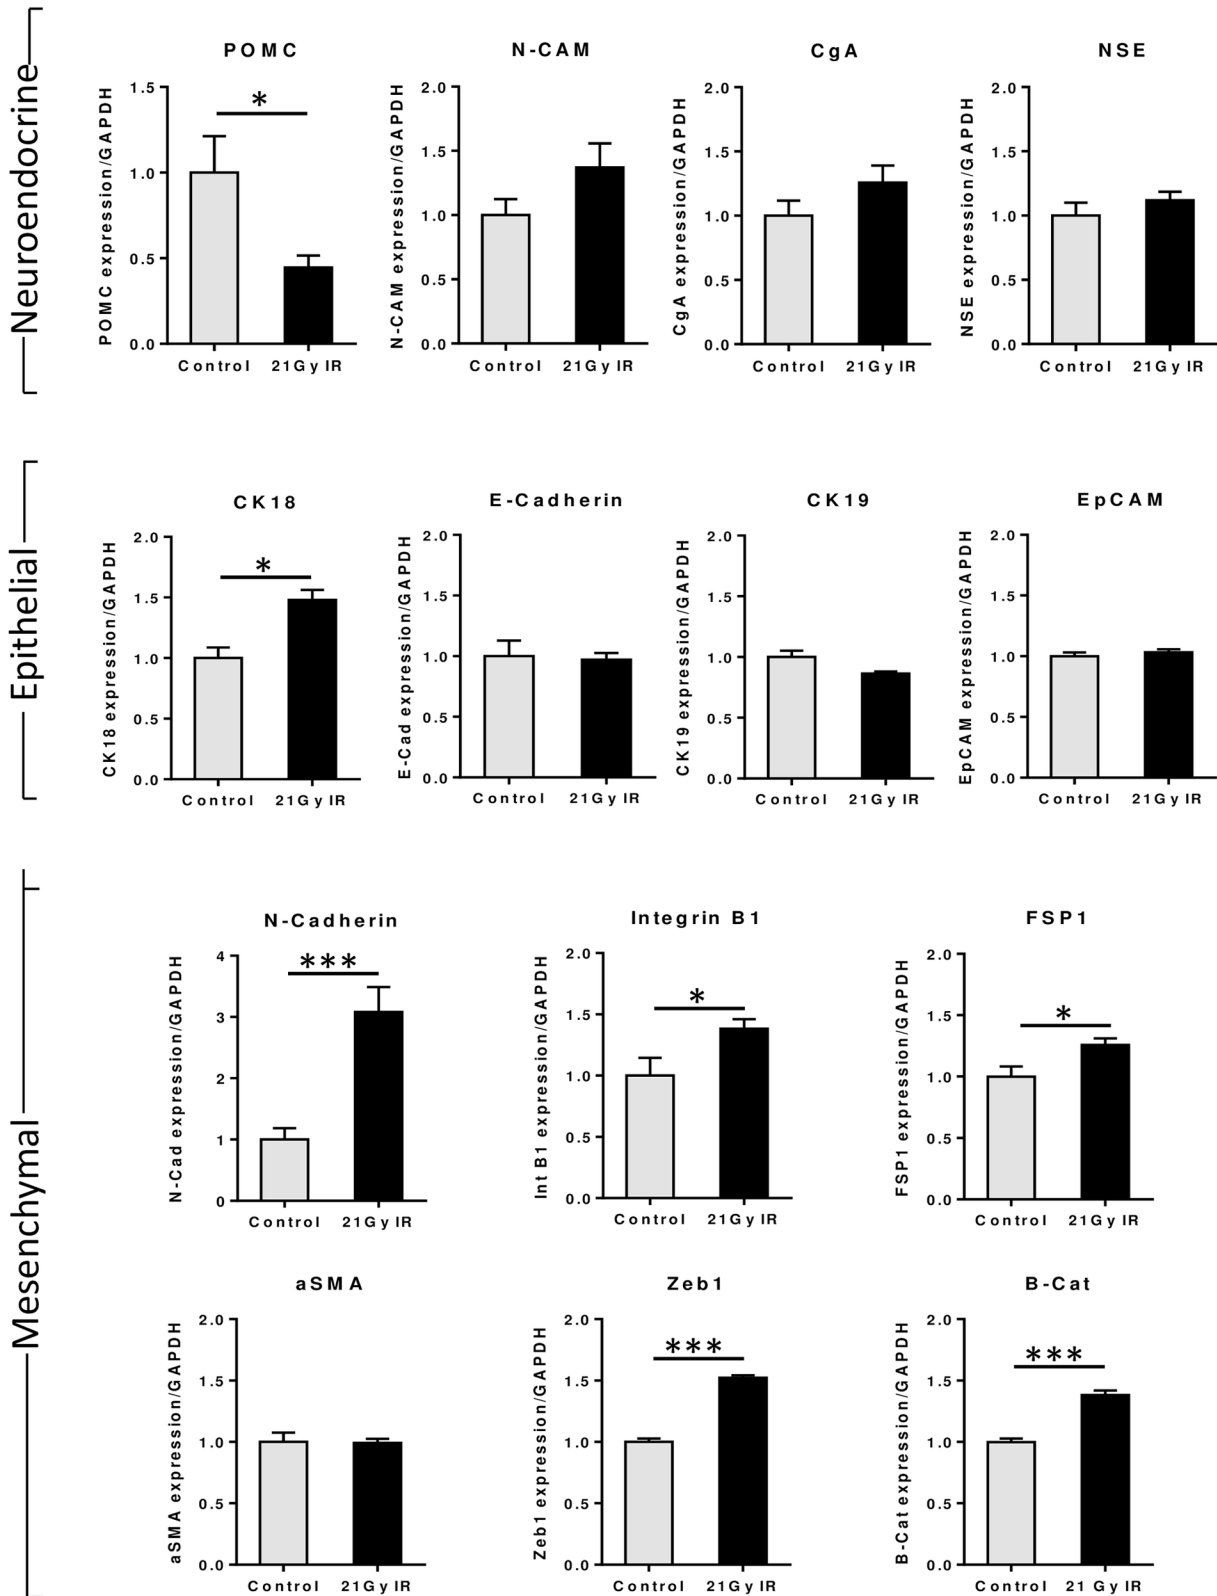 Neuroendocrine
POMC
N-CAM
CgA
NSE
POMC expression/GAPDH
1.5
1.0
0.5
0.0
*
Control 21Gy IR
N-CAM expression/GAPDH
2.0
1.5
1.0
0.5
0.0
Control 21Gy IR
CgA expression/GAPDH
2.0
1.5
1.0
0.5
0.0
Control 21Gy IR
NSE expression/GAPDH
2.0
1.5
1.0
0.5
0.0
Control 21Gy IR
Epithelial
CK18
E-Cadherin
CK19
EpCAM
CK18 expression/GAPDH
2.0
1.5
1.0
0.5
0.0
*
Control 21Gy IR
E-Cad expression/GAPDH
2.0
1.5
1.0
0.5
0.0
Control 21Gy IR
CK19 expression/GAPDH
2.0
1.5
1.0
0.5
0.0
Control 21Gy IR
EpCAM expression/GAPDH
2.0
1.5
1.0
0.5
0.0
Control 21Gy IR
Mesenchymal
N-Cadherin
Integrin B1
FSP1
N-Cad expression/GAPDH
4
3
2
1
0
***
Control 21Gy IR
Int B1 expression/GAPDH
2.0
1.5
1.0
0.5
0.0
*
Control 21Gy IR
FSP1 expression/GAPDH
2.0
1.5
1.0
0.5
0.0
*
Control 21 Gy IR
aSMA
Zeb1
B-Cat
aSMA expression/GAPDH
2.0
1.5
1.0
0.5
0.0
Control 21 Gy IR
Zeb1 expression/GAPDH
2.0
1.5
1.0
0.5
0.0
***
Control 21Gy IR
B-Cat expression/GAPDH
2.0
1.5
1.0
0.5
0.0
***
Control 21 Gy IR